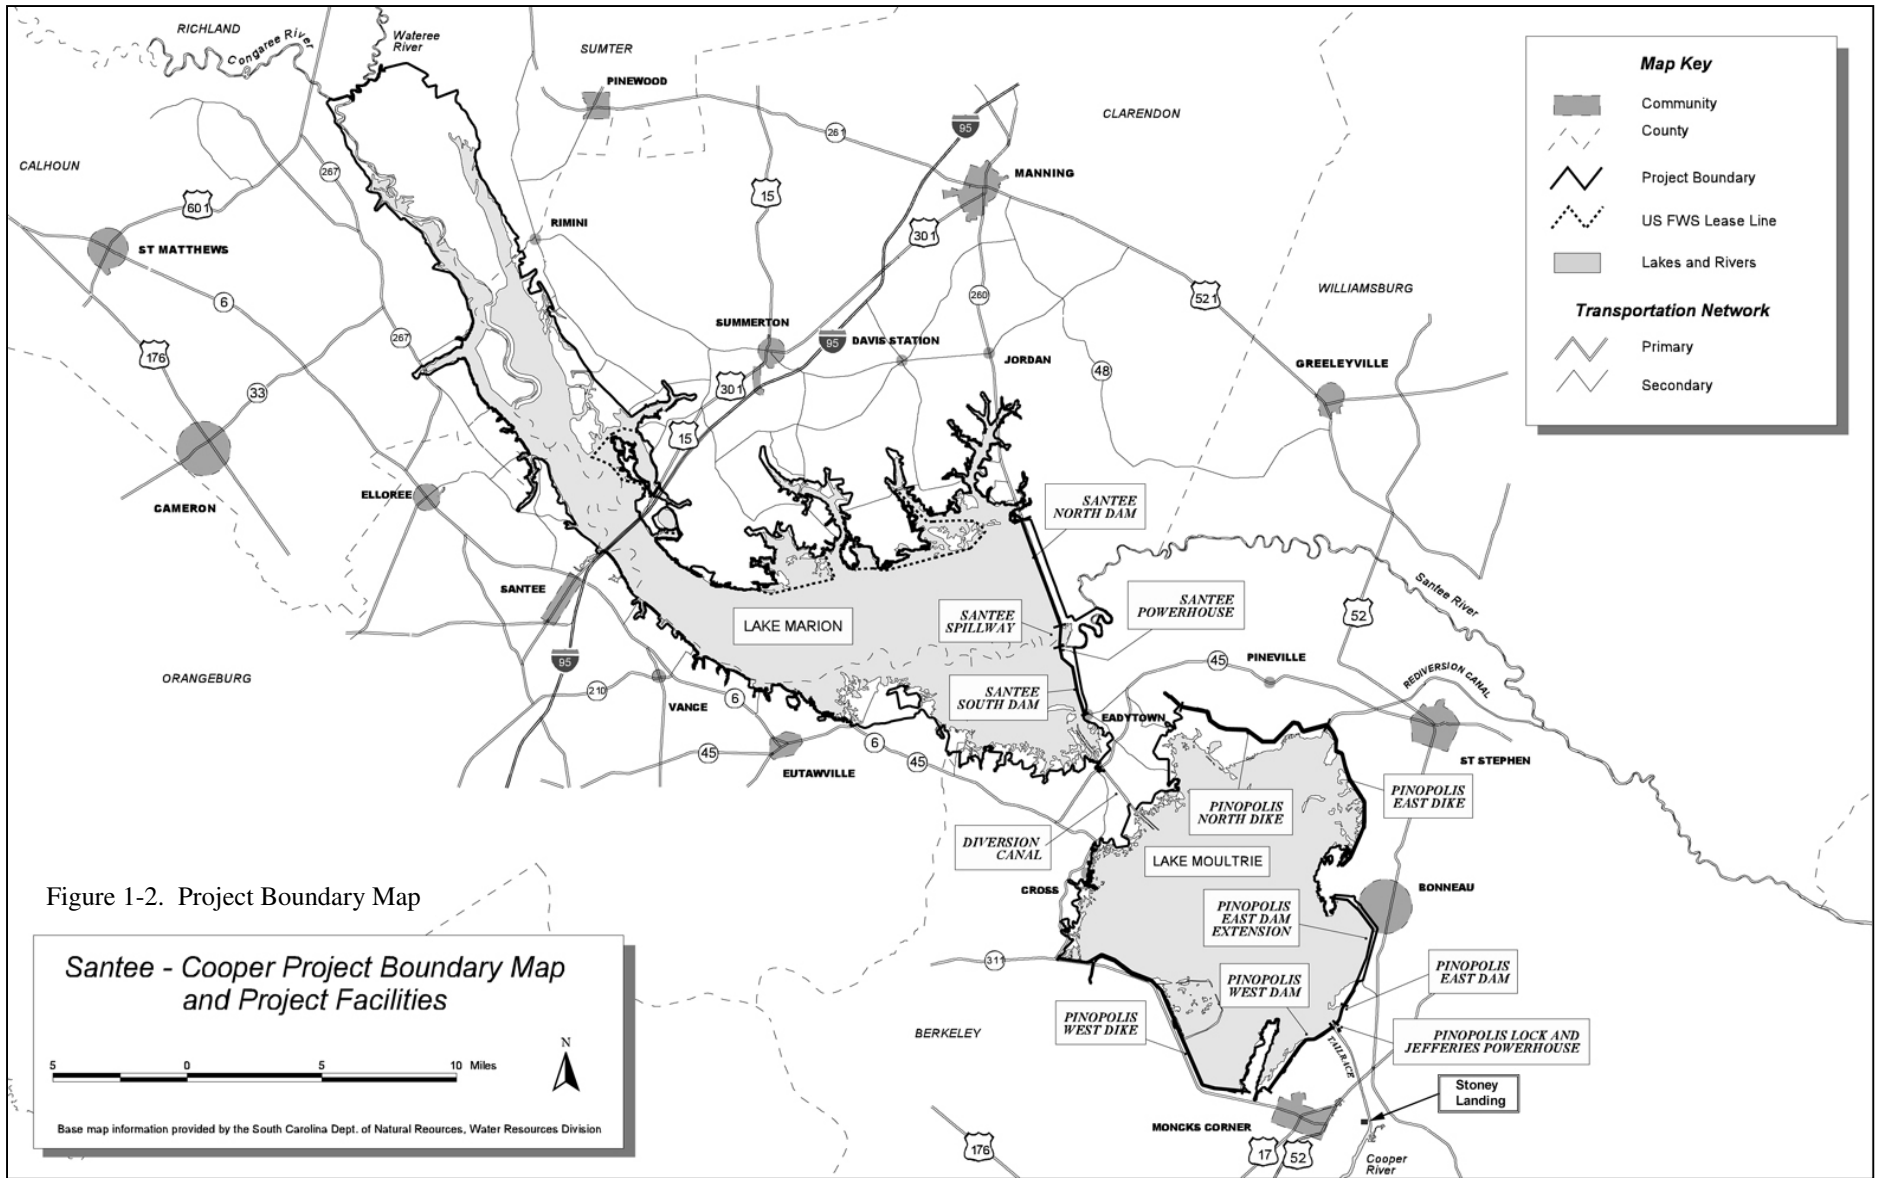 RICHLAND
Congaree River
Wateree
River
SUMTER
PINEWOOD
261
95
CLARENDON
CALHOUN
267
MANNING
601
15
RIMINI
301
ST MATTHEWS
6
260
521
WILLIAMSBURG
SUMMERTON
95
DAVIS STATION
JORDAN
176
267
GREELEYVILLE
48
33
301
15
ELLOREE
CAMERON
SANTEE
NORTH DAM
SANTEE
Santee River
SANTEE
POWERHOUSE
SANTEE
SPILLWAY
52
LAKE MARION
95
45
PINEVILLE
REDIVERSION CANAL
ORANGEBURG
210
VANCE
6
SANTEE
SOUTH DAM
EADYTOWN
6
45
45
EUTAWVILLE
ST STEPHEN
PINOPOLIS
EAST DIKE
PINOPOLIS
NORTH DIKE
DIVERSION
CANAL
LAKE MOULTRIE
CROSS
BONNEAU
PINOPOLIS
EAST DAM
EXTENSION
311
PINOPOLIS
EAST DAM
PINOPOLIS
WEST DAM
PINOPOLIS
WEST DIKE
BERKELEY
PINOPOLIS LOCK AND
JEFFERIES POWERHOUSE
TAILRACE
Stoney
Landing
MONCKS CORNER
176
17
52
Cooper
River
Map Key
Community
County
Project Boundary
US FWS Lease Line
Lakes and Rivers
Transportation Network
Primary
Secondary
Figure 1-2. Project Boundary Map
Santee - Cooper Project Boundary Map
and Project Facilities
5 0 5 10 Miles
N
Base map information provided by the South Carolina Dept. of Natural Reources, Water Resources Division